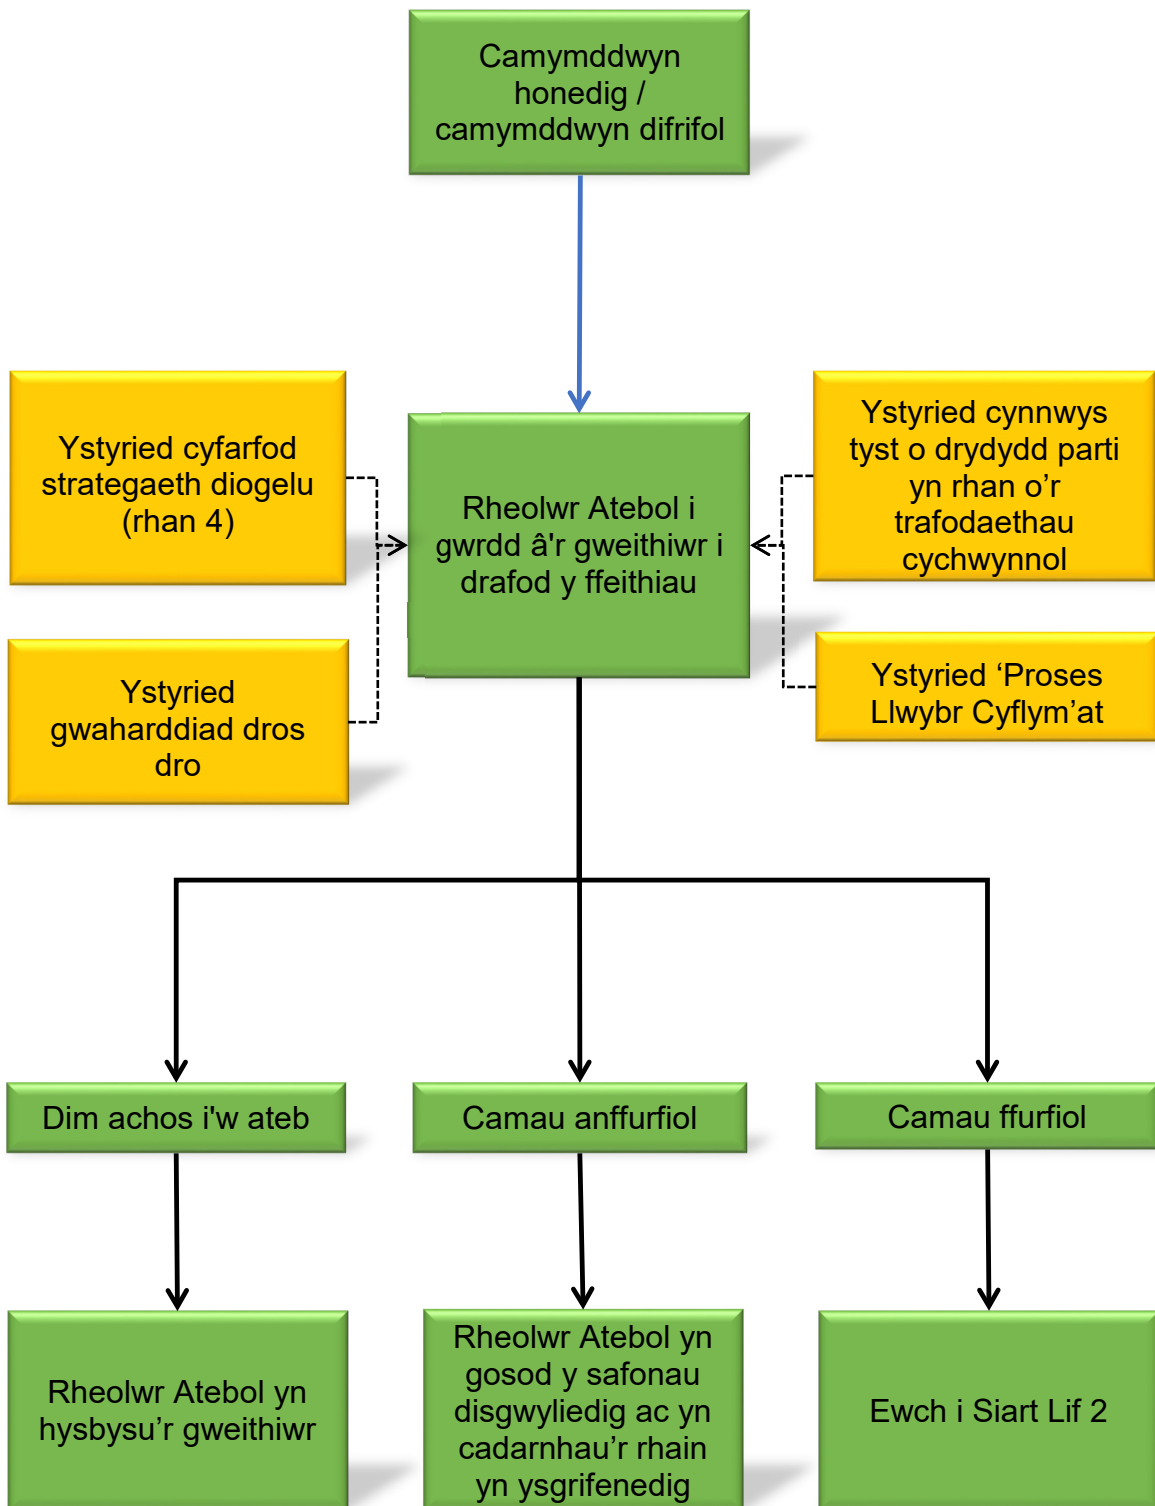 Camymddwyn
honedig /
camymddwyn difrifol
Ystyried cyfarfod
strategaeth diogelu
(rhan 4)
Rheolwr Atebol i
gwrdd â'r gweithiwr i
drafod y ffeithiau
Ystyried cynnwys
tyst o drydydd parti
yn rhan o’r
trafodaethau
cychwynnol
Ystyried
gwaharddiad dros
dro
Ystyried ‘Proses
Llwybr Cyflym’at
Dim achos i'w ateb
Camau anffurfiol
Camau ffurfiol
Rheolwr Atebol yn
hysbysu’r gweithiwr
Rheolwr Atebol yn
gosod y safonau
disgwyliedig ac yn
cadarnhau’r rhain
yn ysgrifenedig
Ewch i Siart Lif 2